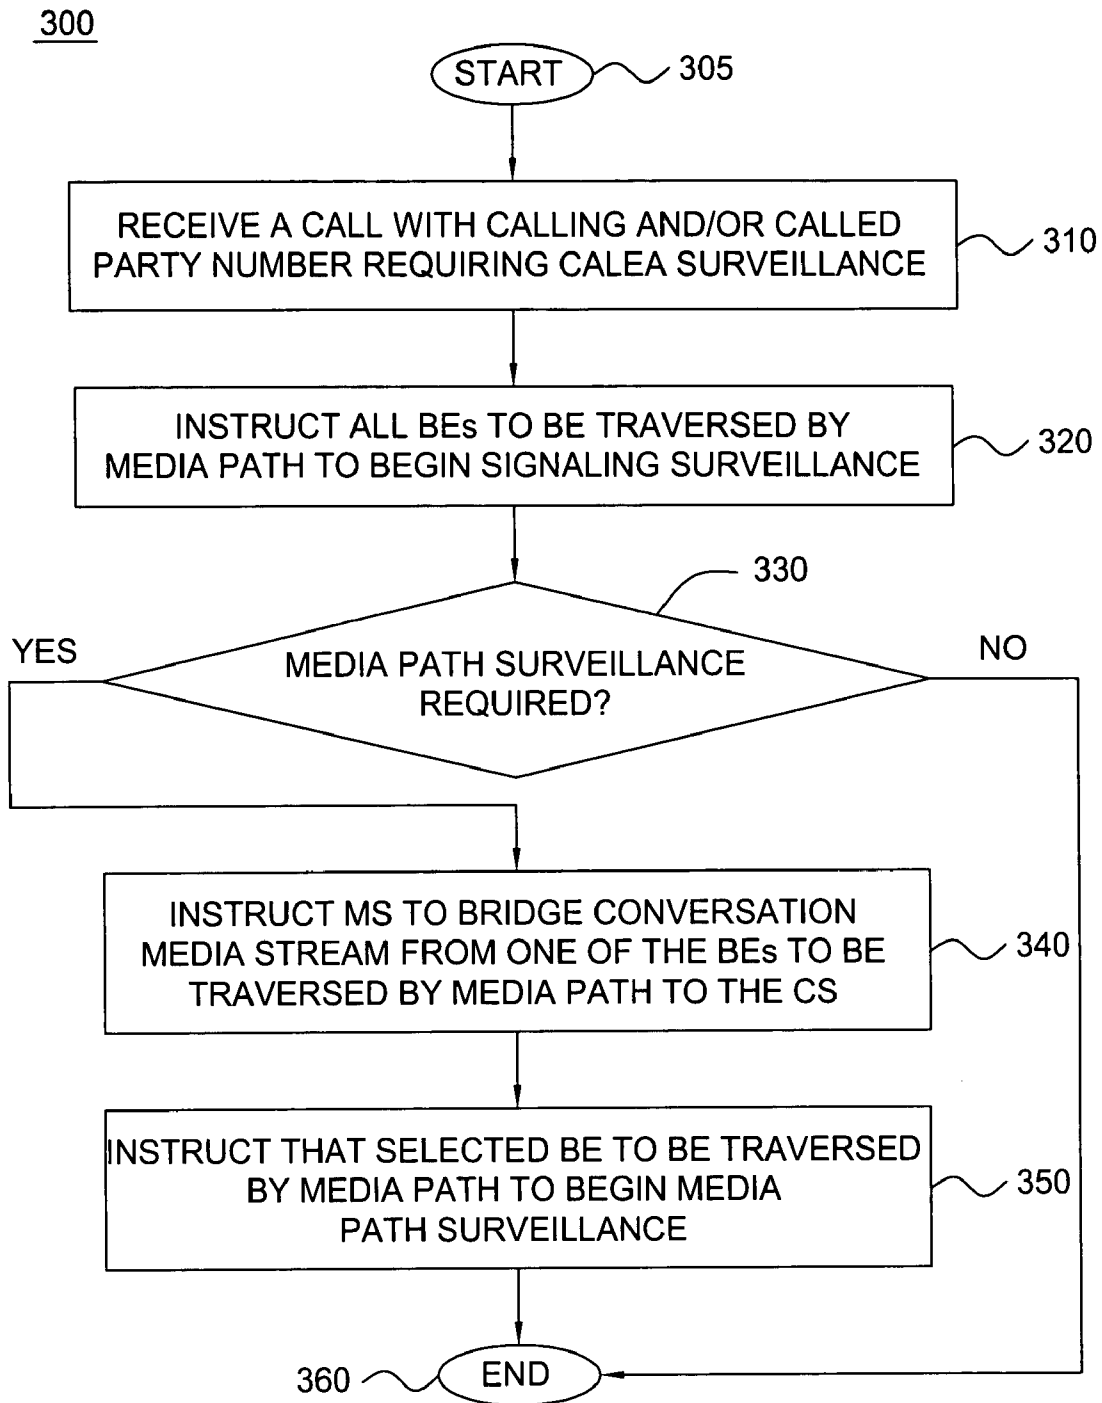 300
START
305
RECEIVE A CALL WITH CALLING AND/OR CALLED
PARTY NUMBER REQUIRING CALEA SURVEILLANCE
310
INSTRUCT ALL BEs TO BE TRAVERSED BY
MEDIA PATH TO BEGIN SIGNALING SURVEILLANCE
320
330
YES
MEDIA PATH SURVEILLANCE
REQUIRED?
NO
INSTRUCT MS TO BRIDGE CONVERSATION
MEDIA STREAM FROM ONE OF THE BEs TO BE
TRAVERSED BY MEDIA PATH TO THE CS
340
INSTRUCT THAT SELECTED BE TO BE TRAVERSED
BY MEDIA PATH TO BEGIN MEDIA
PATH SURVEILLANCE
350
360
END